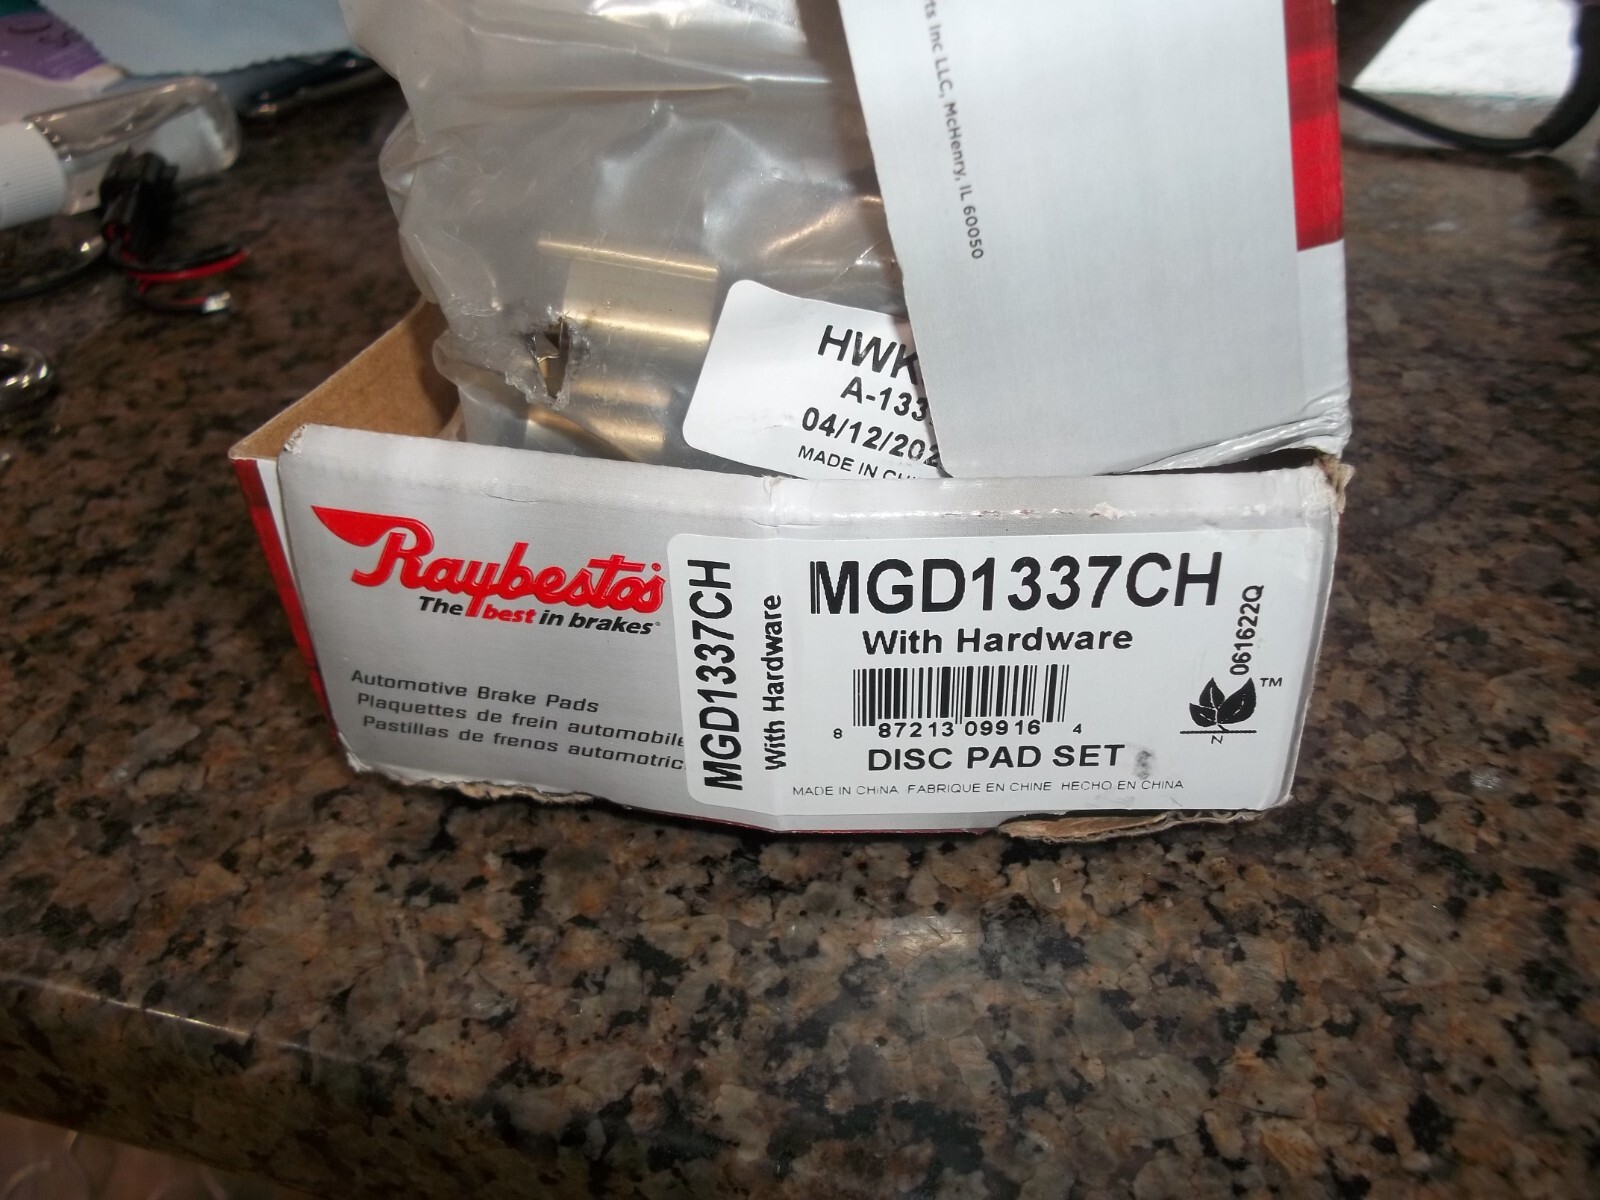 ts Inc LLC, McHenry, IL 60050
HWK
A-133
04/12/202
MADE IN CHI
Raybestos
The best in brakes
Automotive Brake Pads
Plaquettes de frein automobile
Pastillas de frenos automotric
MGD1337CH
With Hardware
MGD1337CH
With Hardware
061622Q
TM
8 87213 09916 4
N
DISC PAD SET
MADE IN CHINA FABRIQUE EN CHINE HECHO EN CHINA